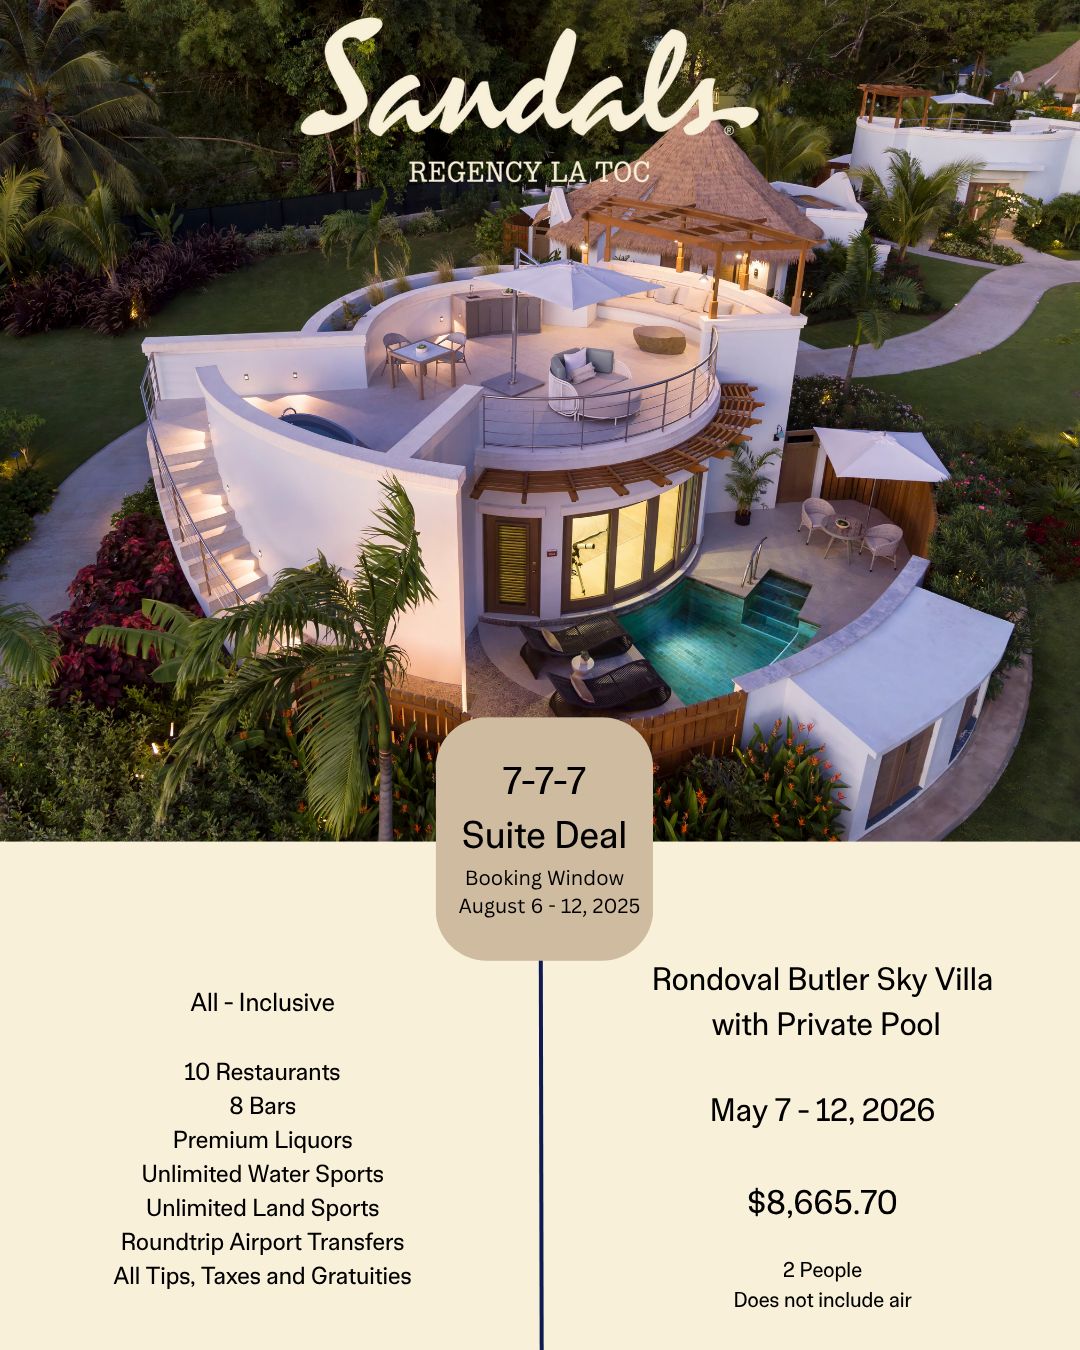 Sandals®
REGENCY LA TOC
7-7-7
Suite Deal
Booking Window
August 6 - 12, 2025
All - Inclusive
10 Restaurants
8 Bars
Premium Liquors
Unlimited Water Sports
Unlimited Land Sports
Roundtrip Airport Transfers
All Tips, Taxes and Gratuities
Rondoval Butler Sky Villa
with Private Pool
May 7 - 12, 2026
$8,665.70
2 People
Does not include air